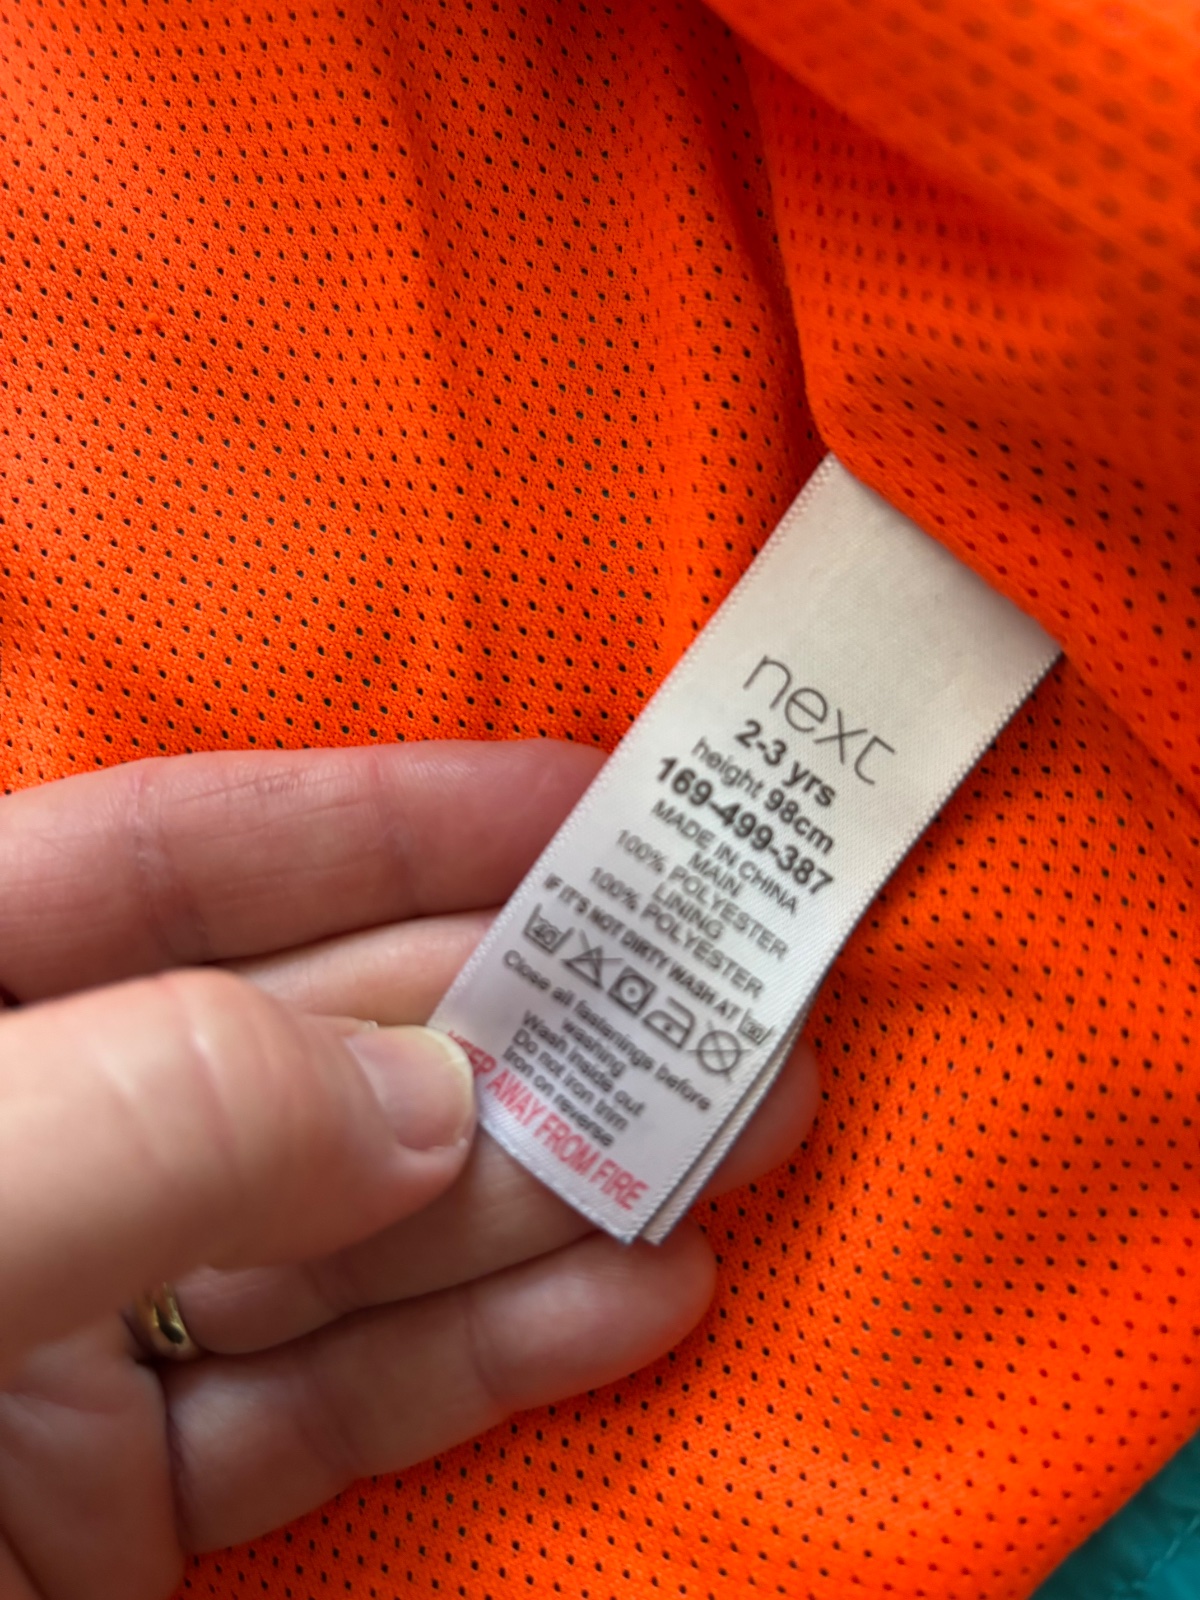 next
2-3 yrs
height 98cm
169-499-387
MADE IN CHINA
MAIN
100% POLYESTER
LINING
100% POLYESTER
IF IT'S NOT DIRTY WASH AT 30
40
Close all fastenings before
washing
Wash inside out
Do not iron trim
Iron on reverse
KEEP AWAY FROM FIRE